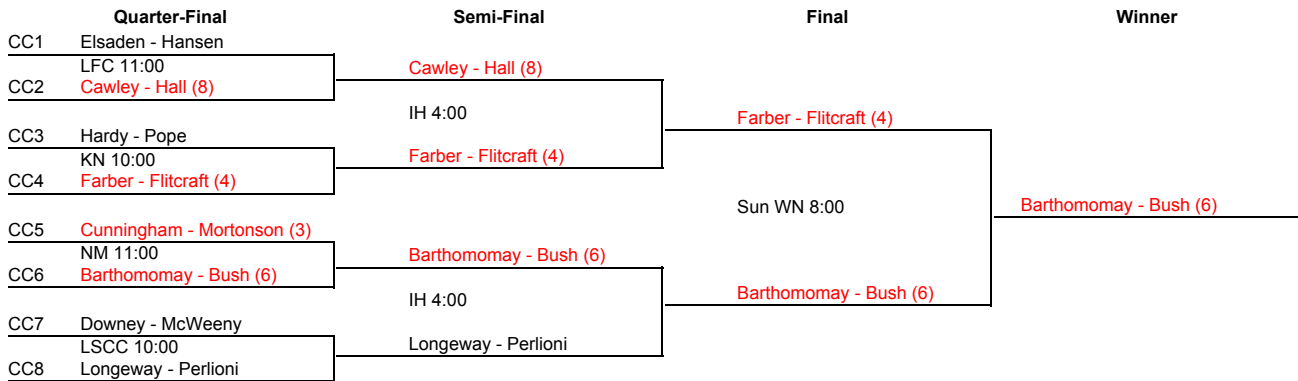 Quarter-Final Semi-Final Final Winner
CC1 Elsaden - Hansen
LFC 11:00 Cawley - Hall (8)
CC2 Cawley - Hall (8)
IH 4:00 Farber - Flitcraft (4)
CC3 Hardy - Pope
KN 10:00 Farber - Flitcraft (4)
CC4 Farber - Flitcraft (4)
Sun WN 8:00 Barthomomay - Bush (6)
CC5 Cunningham - Mortonson (3)
NM 11:00 Barthomomay - Bush (6)
CC6 Barthomomay - Bush (6)
IH 4:00 Barthomomay - Bush (6)
CC7 Downey - McWeeny
LSCC 10:00 Longeway - Perlioni
CC8 Longeway - Perlioni